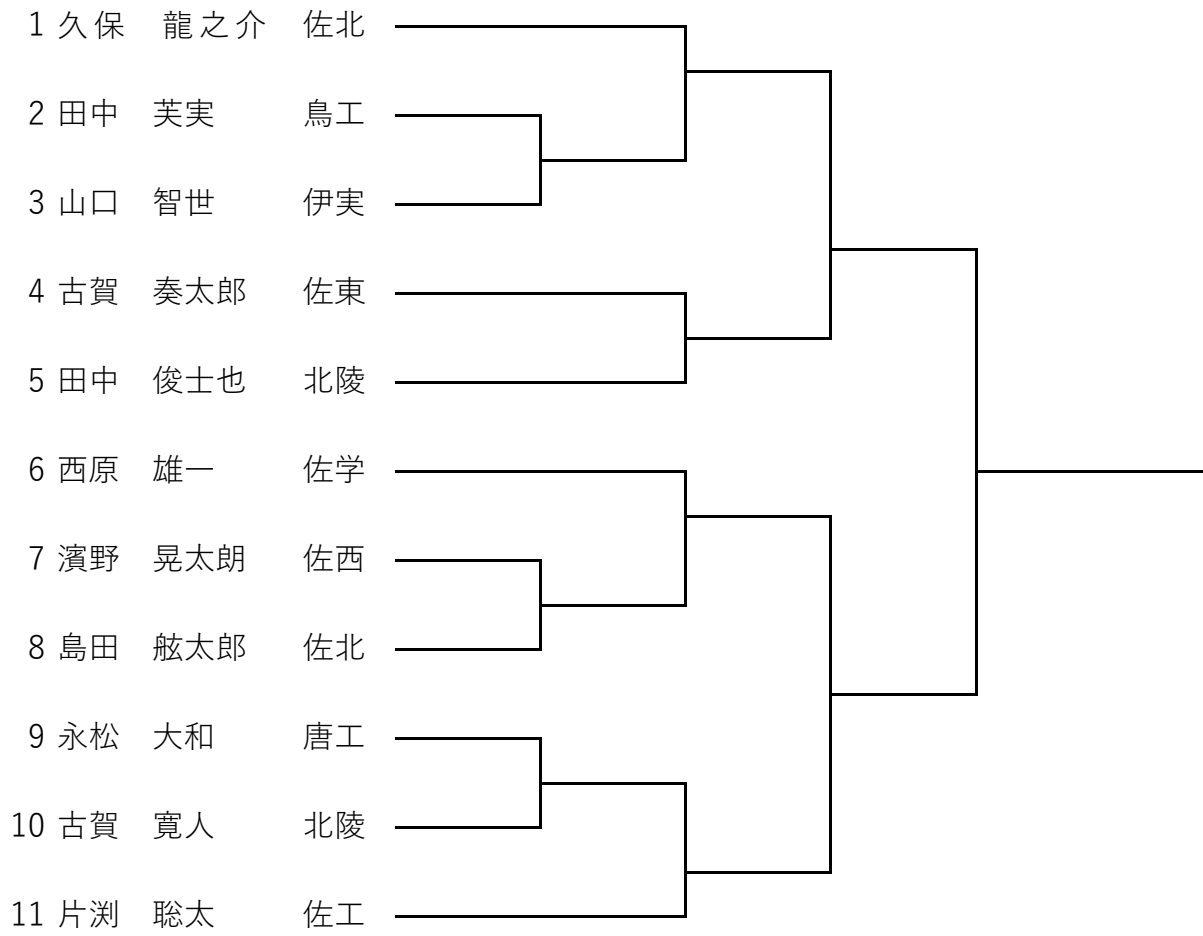 1 久保 龍之介 佐北
2 田中 芙実 鳥工
3 山口 智世 伊実
4 古賀 奏太郎 佐東
5 田中 俊士也 北陵
6 西原 雄一 佐学
7 濱野 晃太朗 佐西
8 島田 舷太郎 佐北
9 永松 大和 唐工
10 古賀 寛人 北陵
11 片渕 聡太 佐工